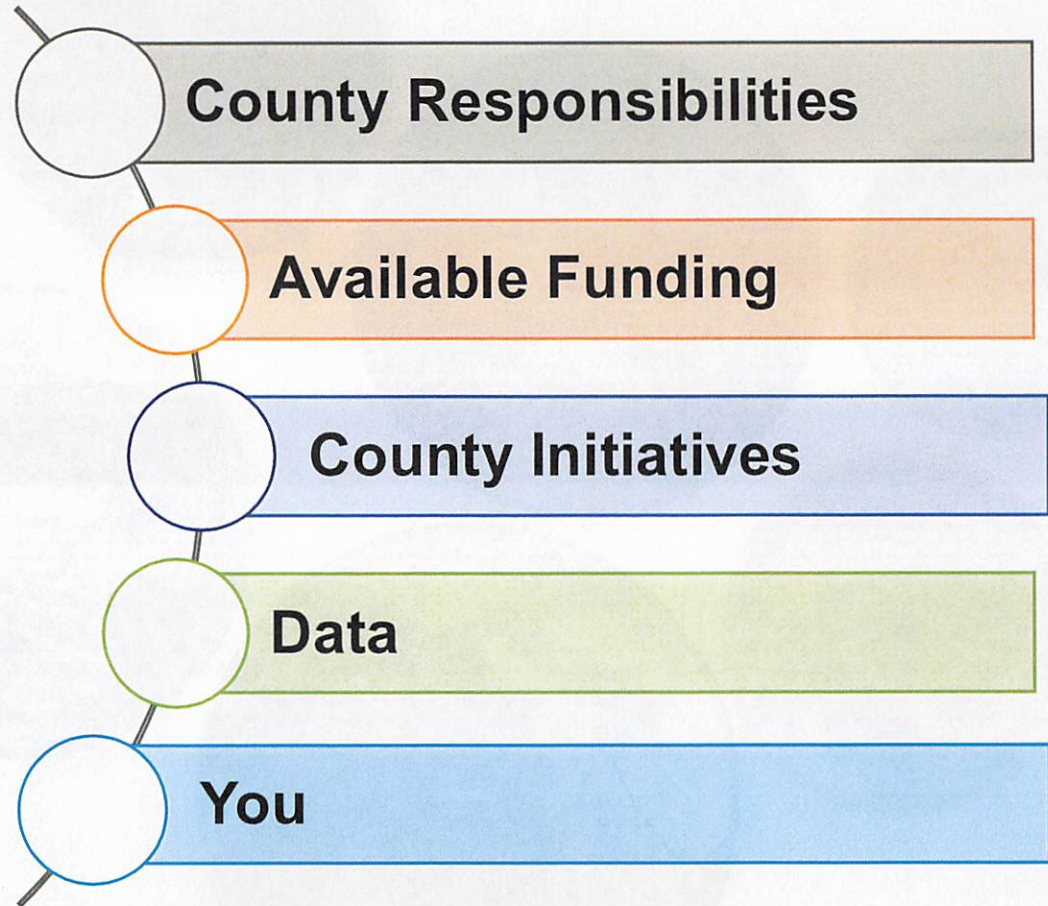 County Responsibilities
Available Funding
County Initiatives
Data
You